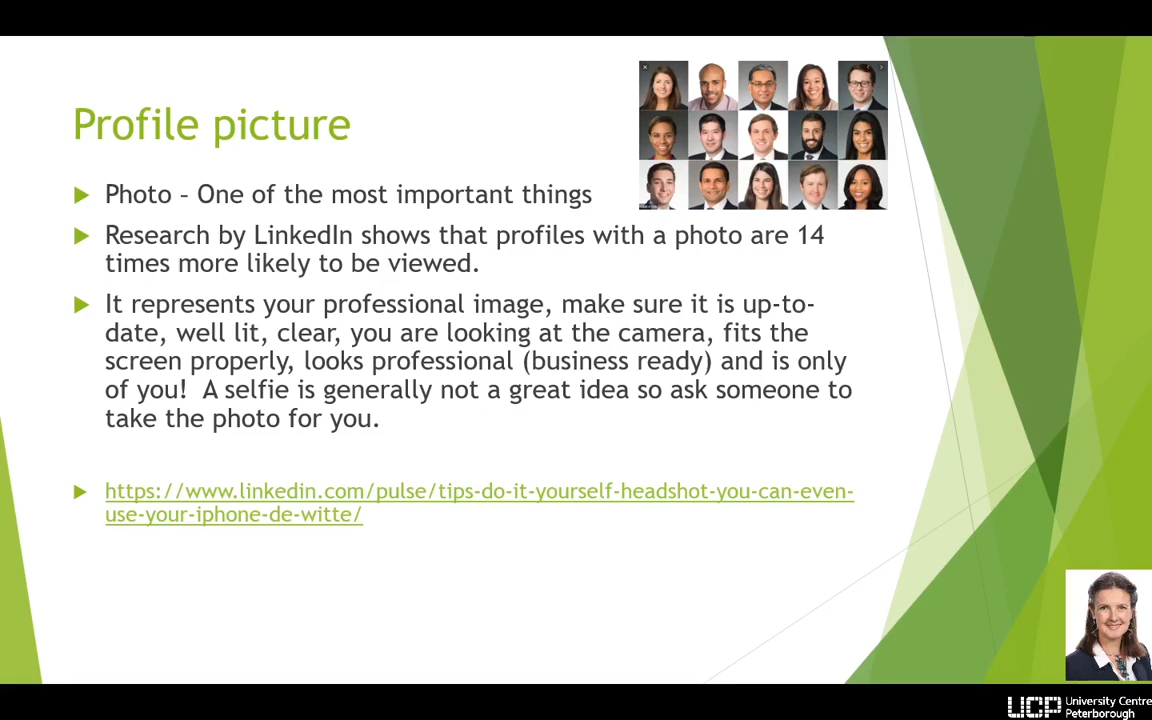 Profile picture
Photo – One of the most important things
Research by LinkedIn shows that profiles with a photo are 14
times more likely to be viewed.
It represents your professional image, make sure it is up-to-
date, well lit, clear, you are looking at the camera, fits the
screen properly, looks professional (business ready) and is only
of you!  A selfie is generally not a great idea so ask someone to
take the photo for you.
https://www.linkedin.com/pulse/tips-do-it-yourself-headshot-you-can-even-
use-your-iphone-de-witte/
UCP University Centre
Peterborough